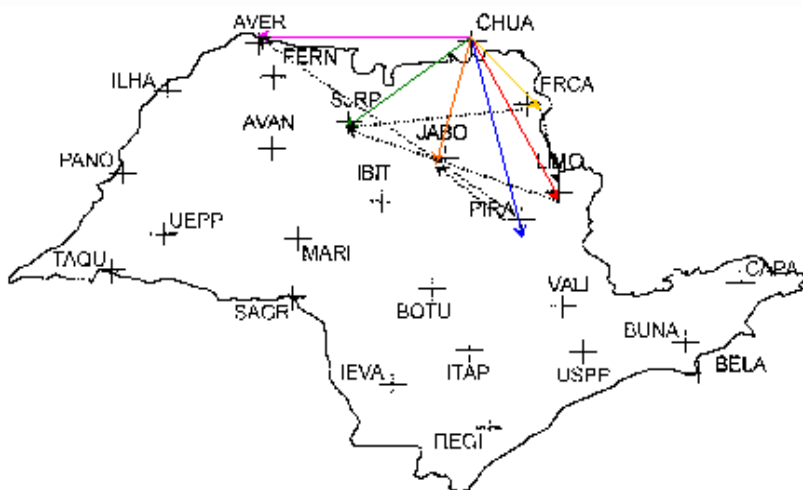 AVER
CHUA
FERN
ILHA
FRCA
SJRP
AVAN
JABO
PANO
IBIT
LIMO
PIRA
UEPP
MARI
TAQU
CAPA
VALI
SAGR
BOTU
BUNA
IEVA
ITAP
USPF
BELA